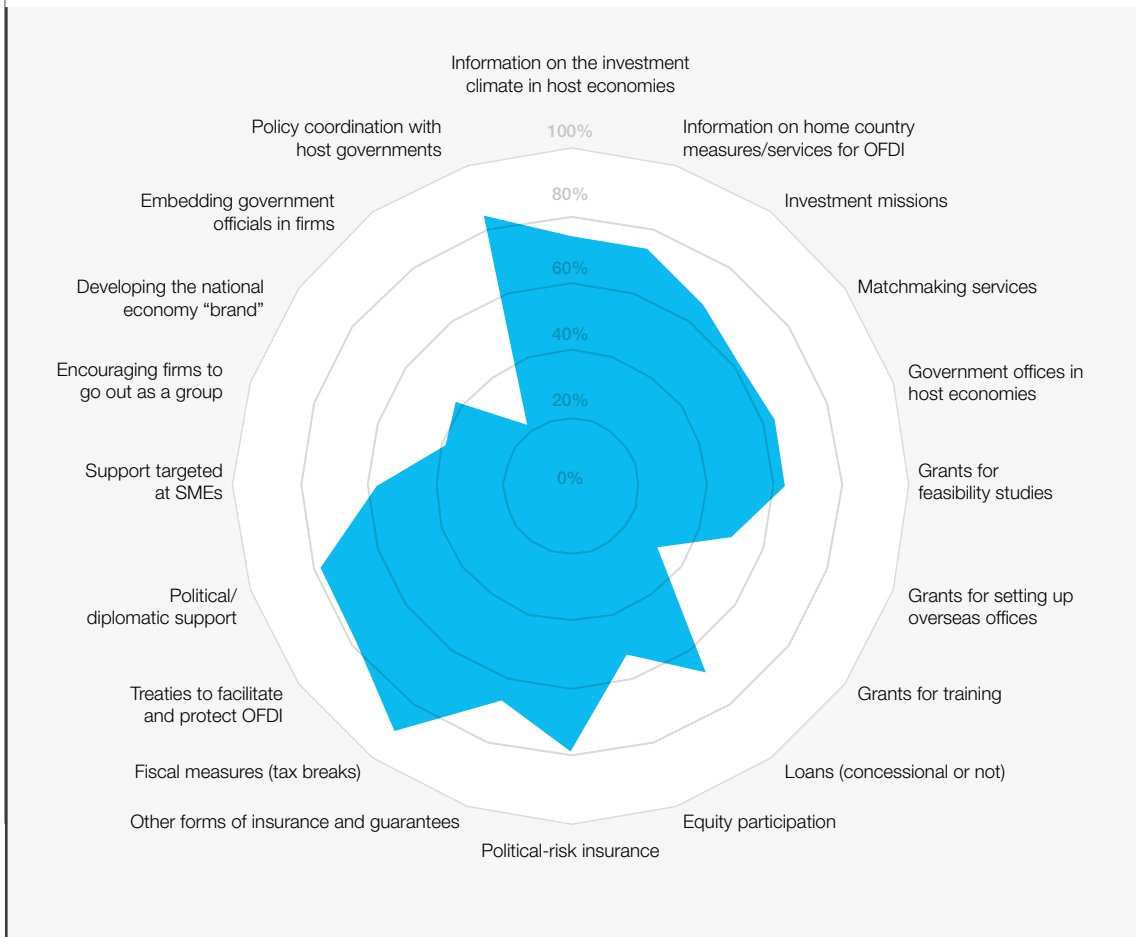 Information on the investment
climate in host economies
Policy coordination with
host governments
100%
Information on home country
measures/services for OFDI
Embedding government
officials in firms
80%
Investment missions
Developing the national
economy “brand”
60%
Matchmaking services
40%
Encouraging firms to
go out as a group
Government offices in
host economies
20%
Support targeted
at SMEs
0%
Grants for
feasibility studies
Political/
diplomatic support
Grants for setting up
overseas offices
Treaties to facilitate
and protect OFDI
Grants for training
Fiscal measures (tax breaks)
Loans (concessional or not)
Other forms of insurance and guarantees
Equity participation
Political-risk insurance